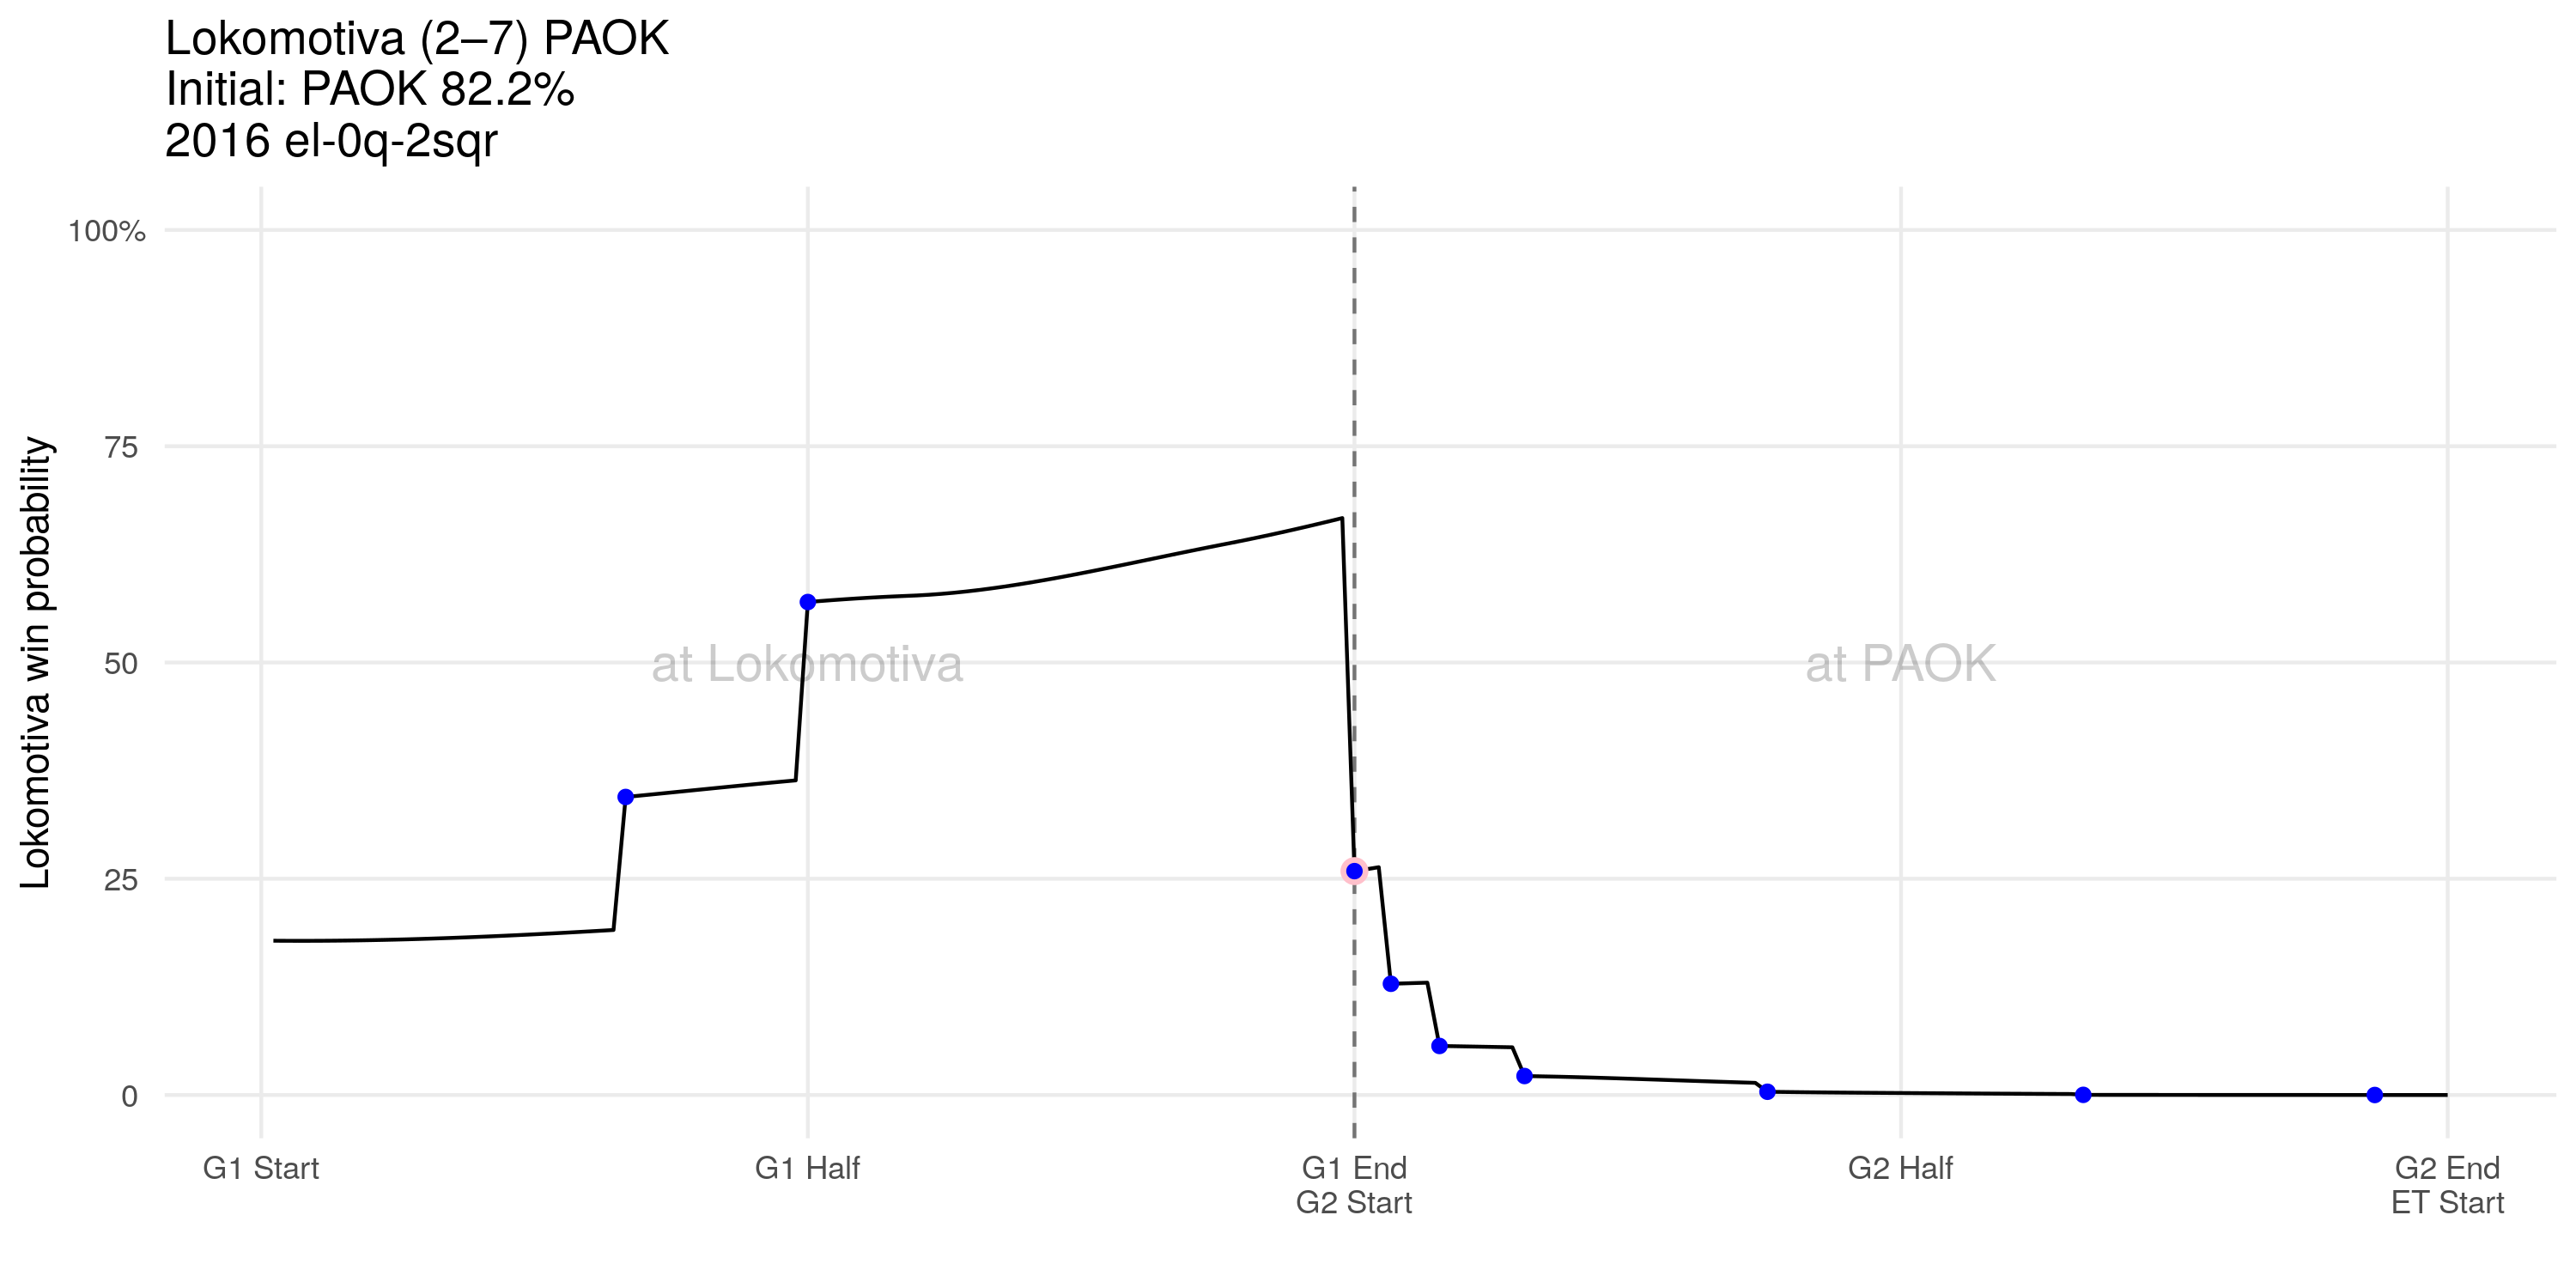 Lokomotiva (2–7) PAOK
Initial: PAOK 82.2%
2016 el-0q-2sqr
Lokomotiva win probability
100%
75
50
25
0
at Lokomotiva
at PAOK
G1 Start
G1 Half
G1 End
G2 Start
G2 Half
G2 End
ET Start